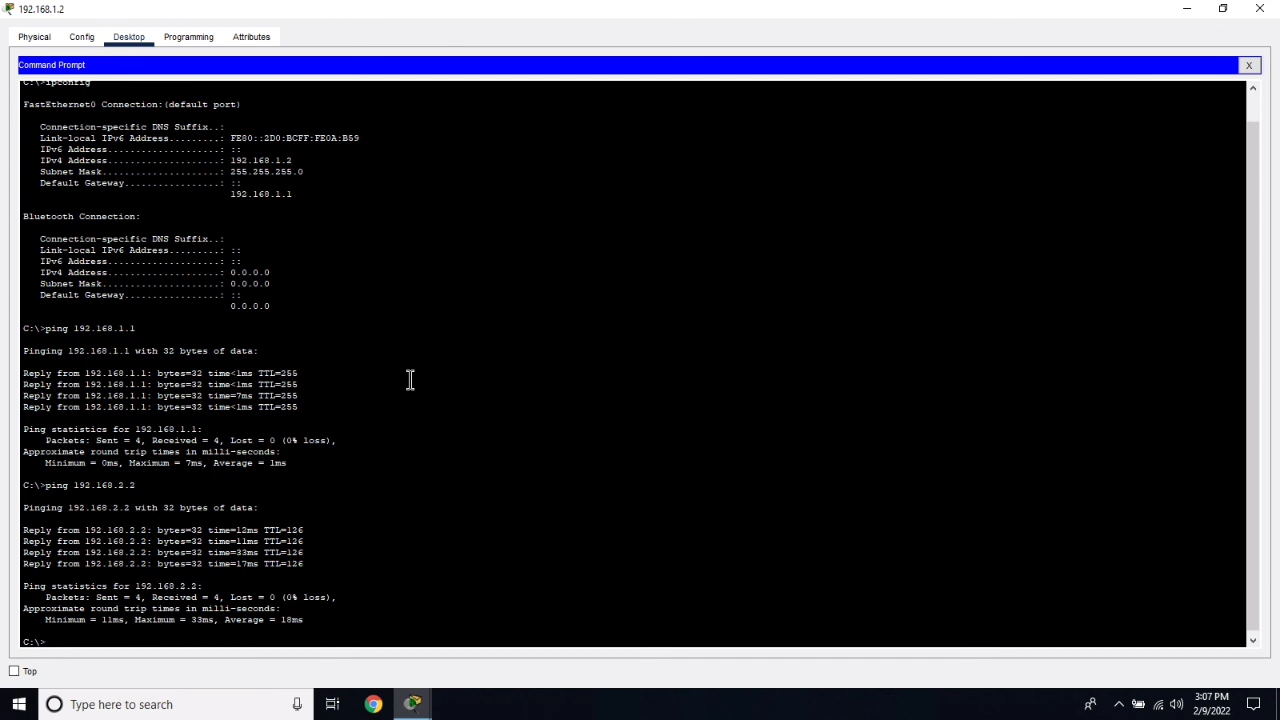 192.168.1.2
Physical Config Desktop Programming Attributes
Command Prompt X
C:\>ipconfig
FastEthernet0 Connection:(default port)
Connection-specific DNS Suffix..:
Link-local IPv6 Address.........: FE80::2D0:BCFF:FE0A:B59
IPv6 Address....................: ::
IPv4 Address....................: 192.168.1.2
Subnet Mask.....................: 255.255.255.0
Default Gateway.................: ::
192.168.1.1
Bluetooth Connection:
Connection-specific DNS Suffix..:
Link-local IPv6 Address.........: ::
IPv6 Address....................: ::
IPv4 Address....................: 0.0.0.0
Subnet Mask.....................: 0.0.0.0
Default Gateway.................: ::
0.0.0.0
C:\>ping 192.168.1.1
Pinging 192.168.1.1 with 32 bytes of data:
Reply from 192.168.1.1: bytes=32 time<1ms TTL=255
Reply from 192.168.1.1: bytes=32 time<1ms TTL=255
Reply from 192.168.1.1: bytes=32 time=7ms TTL=255
Reply from 192.168.1.1: bytes=32 time<1ms TTL=255
Ping statistics for 192.168.1.1:
Packets: Sent = 4, Received = 4, Lost = 0 (0% loss),
Approximate round trip times in milli-seconds:
Minimum = 0ms, Maximum = 7ms, Average = 1ms
C:\>ping 192.168.2.2
Pinging 192.168.2.2 with 32 bytes of data:
Reply from 192.168.2.2: bytes=32 time=12ms TTL=126
Reply from 192.168.2.2: bytes=32 time=11ms TTL=126
Reply from 192.168.2.2: bytes=32 time=33ms TTL=126
Reply from 192.168.2.2: bytes=32 time=17ms TTL=126
Ping statistics for 192.168.2.2:
Packets: Sent = 4, Received = 4, Lost = 0 (0% loss),
Approximate round trip times in milli-seconds:
Minimum = 11ms, Maximum = 33ms, Average = 18ms
C:\>
Top
Type here to search
3:07 PM
2/9/2022